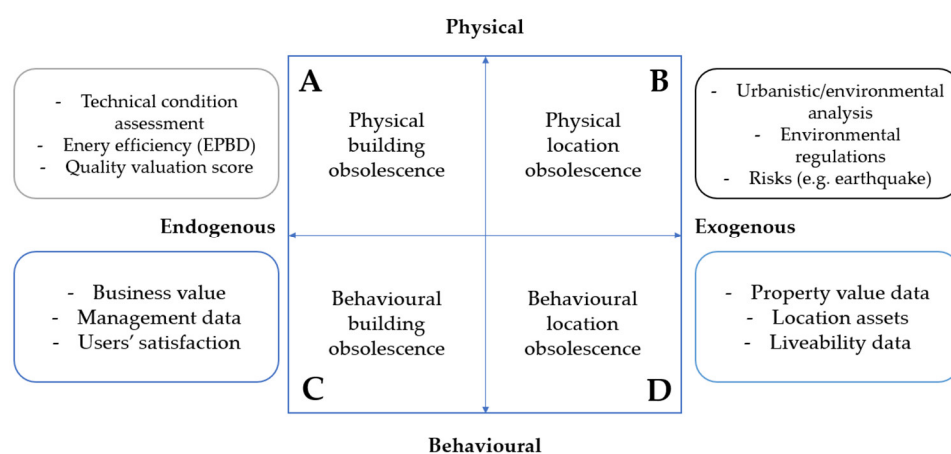 Physical
- Technical condition
assessment
- Enery efficiency (EPBD)
- Quality valuation score
A
Physical
building
obsolescence
B
Physical
location
obsolescence
- Urbanistic/environmental
analysis
- Environmental
regulations
- Risks (e.g. earthquake)
Endogenous
Exogenous
- Business value
- Management data
- Users' satisfaction
Behavioural
building
obsolescence
C
Behavioural
location
obsolescence
D
- Property value data
- Location assets
- Liveability data
Behavioural